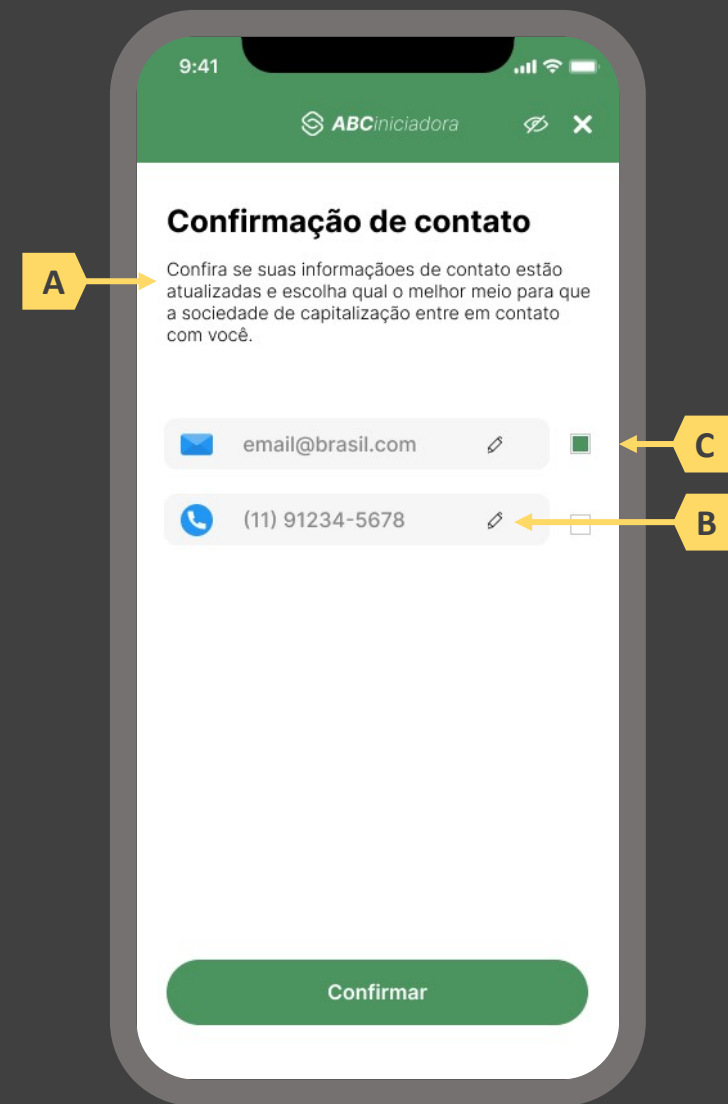 9:41
ABCiniciadora
Confirmação de contato
Confira se suas informaçãoes de contato estão
atualizadas e escolha qual o melhor meio para que
a sociedade de capitalização entre em contato
com você.
A
email@brasil.com
C
(11) 91234-5678
B
Confirmar